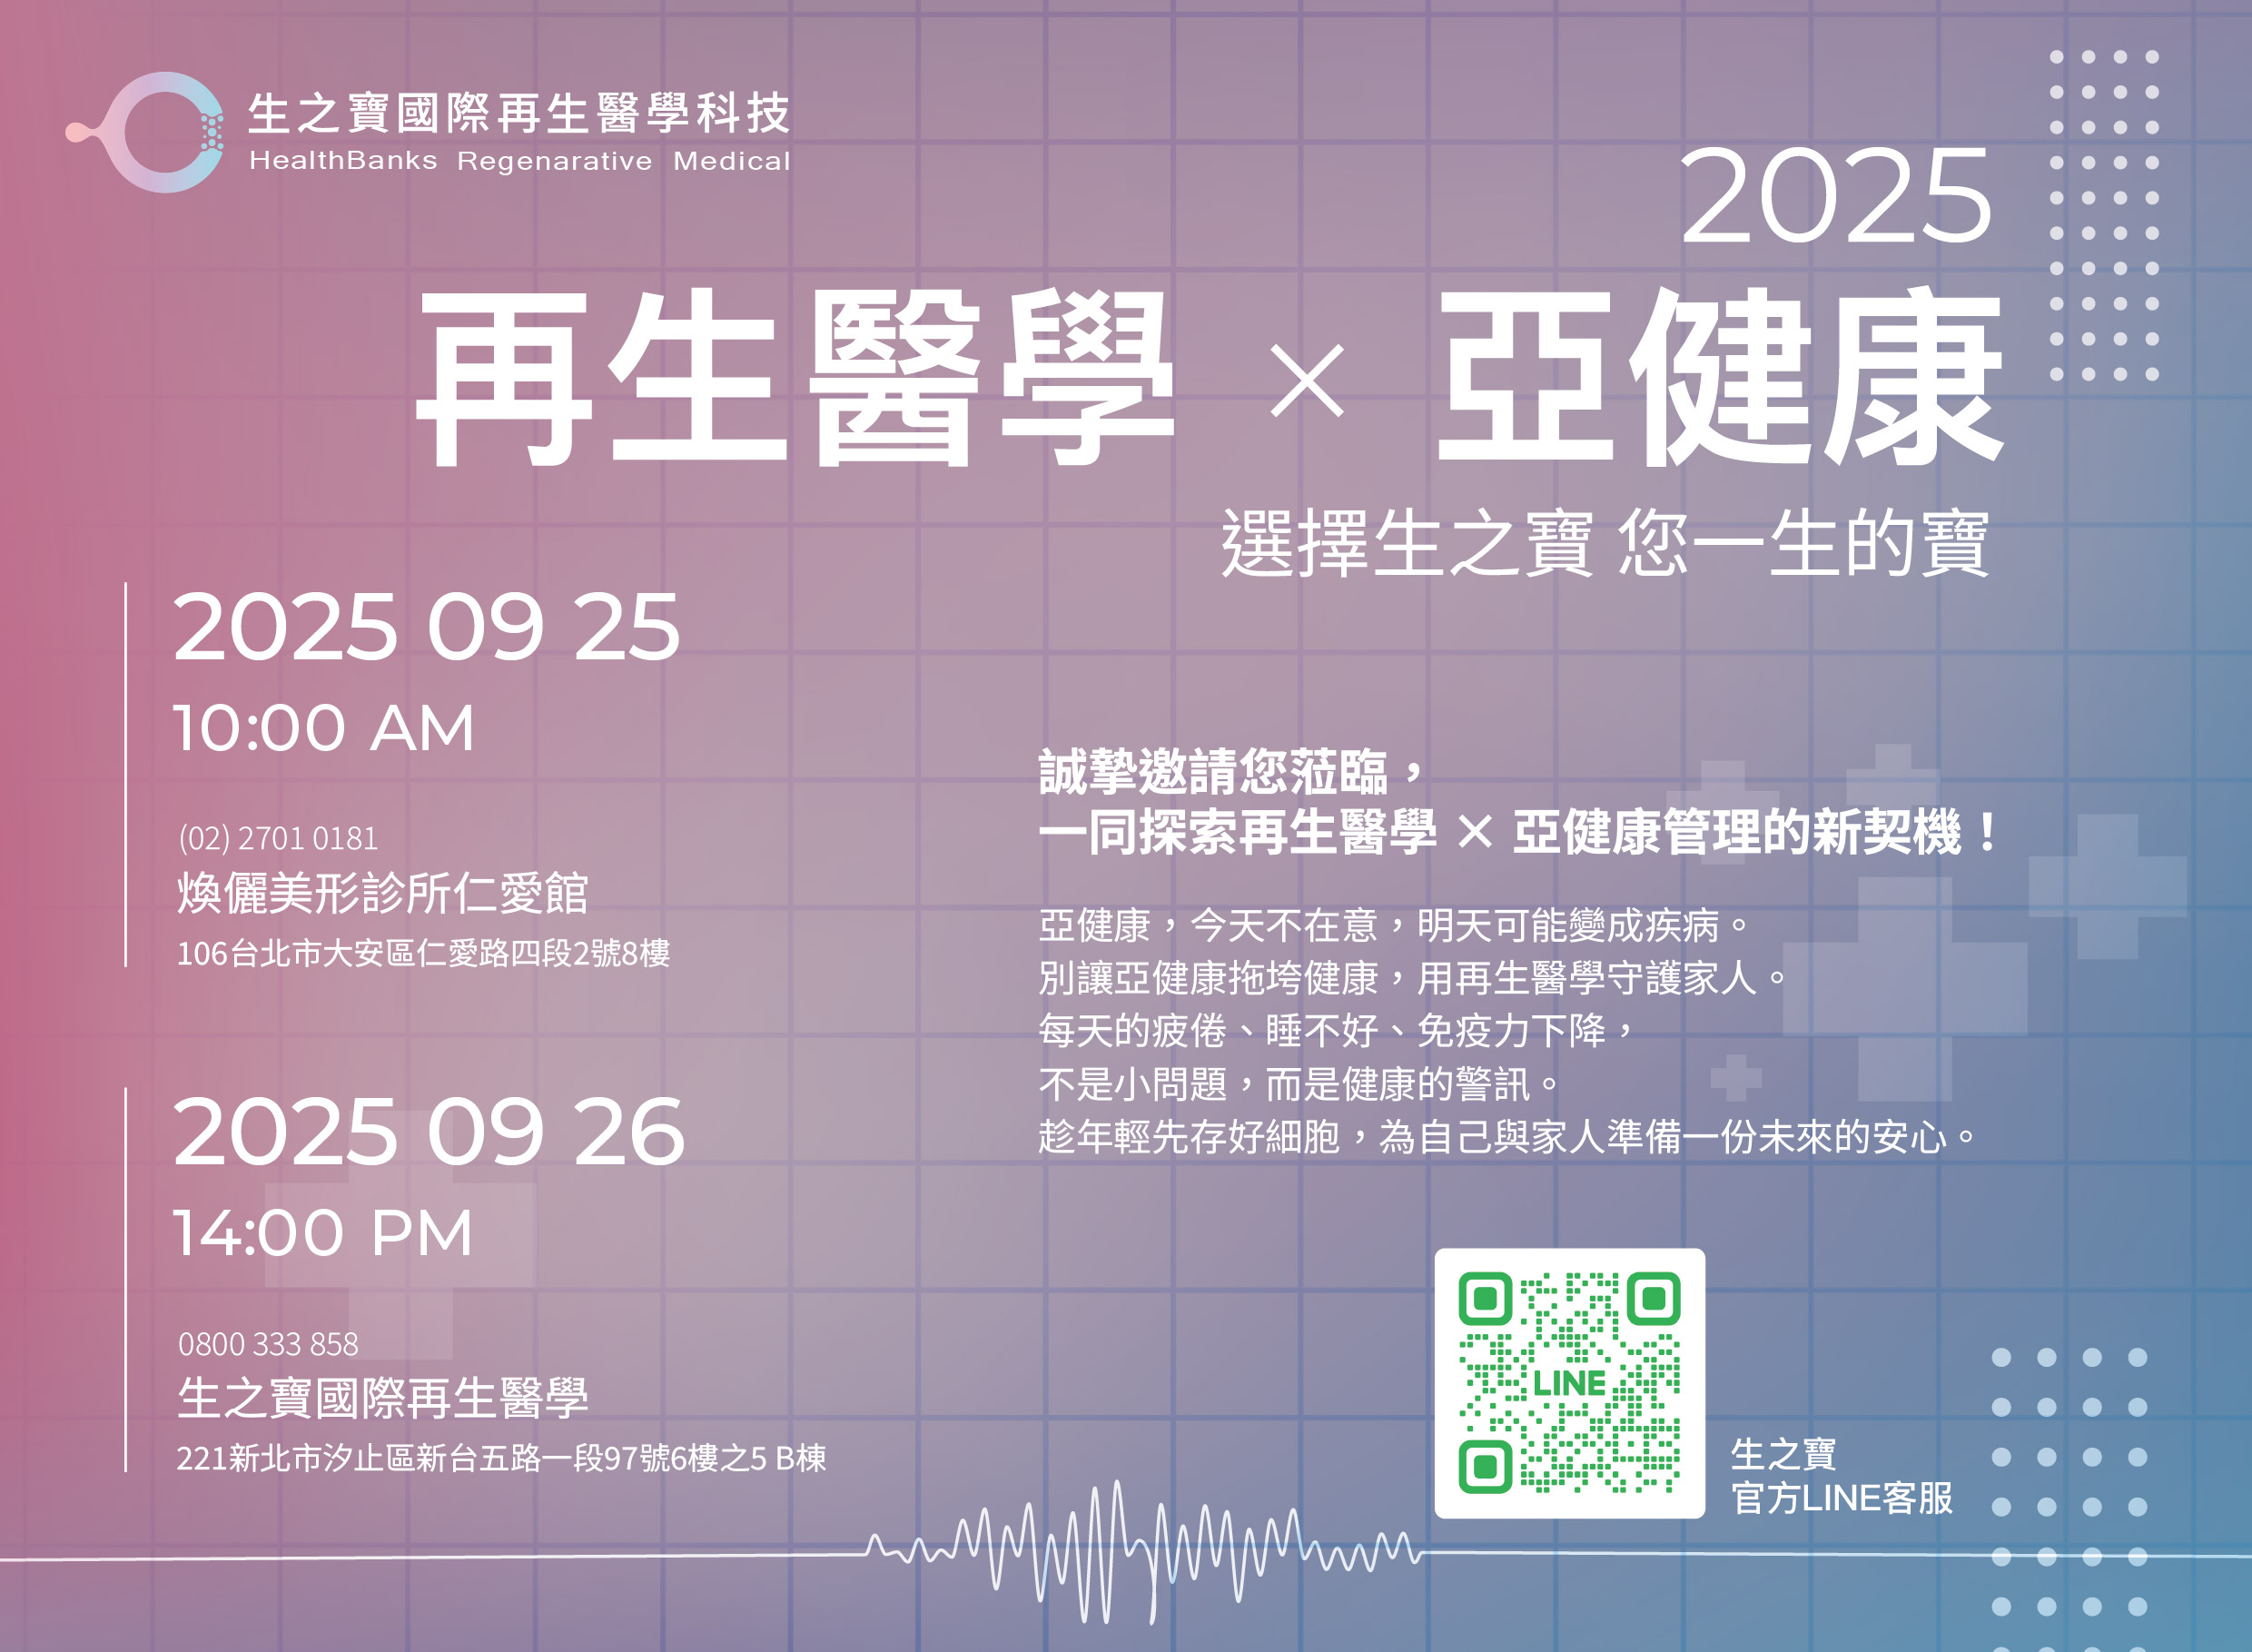 生之寶國際再生醫學科技
HealthBanks Regenarative Medical
2025
再生醫學 × 亞健康
選擇生之寶 您一生的寶
2025 09 25
10:00 AM
(02) 2701 0181
煥儷美形診所仁愛館
106台北市大安區仁愛路四段2號8樓
2025 09 26
14:00 PM
0800 333 858
生之寶國際再生醫學
221新北市汐止區新台五路一段97號6樓之5 B棟
誠摯邀請您蒞臨，
一同探索再生醫學 × 亞健康管理的新契機！
亞健康，今天不在意，明天可能變成疾病。
別讓亞健康拖垮健康，用再生醫學守護家人。
每天的疲倦、睡不好、免疫力下降，
不是小問題，而是健康的警訊。
趁年輕先存好細胞，為自己與家人準備一份未來的安心。
LINE
生之寶
官方LINE客服